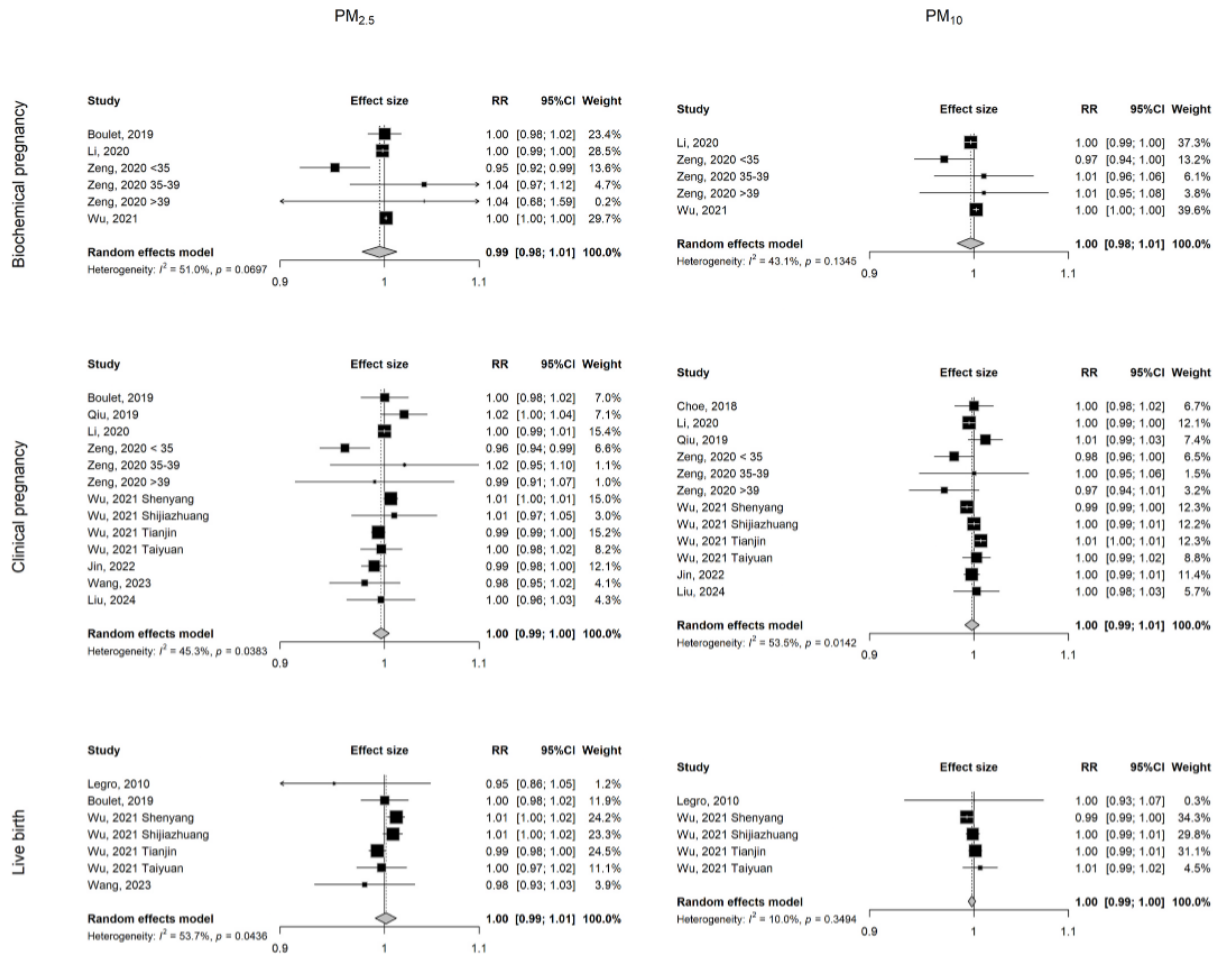 PM2.5
PM10
Biochemical pregnancy
Study Effect size RR 95%CI Weight
Boulet, 2019 1.00 [0.98; 1.02] 23.4%
Li, 2020 1.00 [0.99; 1.00] 28.5%
Zeng, 2020 <35 0.95 [0.92; 0.99] 13.6%
Zeng, 2020 35-39 1.04 [0.97; 1.12] 4.7%
Zeng, 2020 >39 1.04 [0.68; 1.59] 0.2%
Wu, 2021 1.00 [1.00; 1.00] 29.7%
Random effects model 0.99 [0.98; 1.01] 100.0%
Heterogeneity: I2 = 51.0%, p = 0.0697
0.9 1 1.1
Study Effect size RR 95%CI Weight
Li, 2020 1.00 [0.99; 1.00] 37.3%
Zeng, 2020 <35 0.97 [0.94; 1.00] 13.2%
Zeng, 2020 35-39 1.01 [0.96; 1.06] 6.1%
Zeng, 2020 >39 1.01 [0.95; 1.08] 3.8%
Wu, 2021 1.00 [1.00; 1.00] 39.6%
Random effects model 1.00 [0.98; 1.01] 100.0%
Heterogeneity: I2 = 43.1%, p = 0.1345
0.9 1 1.1
Clinical pregnancy
Study Effect size RR 95%CI Weight
Boulet, 2019 1.00 [0.98; 1.02] 7.0%
Qiu, 2019 1.02 [1.00; 1.04] 7.1%
Li, 2020 1.00 [0.99; 1.01] 15.4%
Zeng, 2020 < 35 0.96 [0.94; 0.99] 6.6%
Zeng, 2020 35-39 1.02 [0.95; 1.10] 1.1%
Zeng, 2020 >39 0.99 [0.91; 1.07] 1.0%
Wu, 2021 Shenyang 1.01 [1.00; 1.01] 15.0%
Wu, 2021 Shijiazhuang 1.01 [0.97; 1.05] 3.0%
Wu, 2021 Tianjin 0.99 [0.99; 1.00] 15.2%
Wu, 2021 Taiyuan 1.00 [0.98; 1.02] 8.2%
Jin, 2022 0.99 [0.98; 1.00] 12.1%
Wang, 2023 0.98 [0.95; 1.02] 4.1%
Liu, 2024 1.00 [0.96; 1.03] 4.3%
Random effects model 1.00 [0.99; 1.00] 100.0%
Heterogeneity: I2 = 45.3%, p = 0.0383
0.9 1 1.1
Study Effect size RR 95%CI Weight
Choe, 2018 1.00 [0.98; 1.02] 6.7%
Li, 2020 1.00 [0.99; 1.00] 12.1%
Qiu, 2019 1.01 [0.99; 1.03] 7.4%
Zeng, 2020 < 35 0.98 [0.96; 1.00] 6.5%
Zeng, 2020 35-39 1.00 [0.95; 1.06] 1.5%
Zeng, 2020 >39 0.97 [0.94; 1.01] 3.2%
Wu, 2021 Shenyang 0.99 [0.99; 1.00] 12.3%
Wu, 2021 Shijiazhuang 1.00 [0.99; 1.01] 12.2%
Wu, 2021 Tianjin 1.01 [1.00; 1.01] 12.3%
Wu, 2021 Taiyuan 1.00 [0.99; 1.02] 8.8%
Jin, 2022 1.00 [0.99; 1.01] 11.4%
Liu, 2024 1.00 [0.98; 1.03] 5.7%
Random effects model 1.00 [0.99; 1.01] 100.0%
Heterogeneity: I2 = 53.5%, p = 0.0142
0.9 1 1.1
Live birth
Study Effect size RR 95%CI Weight
Legro, 2010 0.95 [0.86; 1.05] 1.2%
Boulet, 2019 1.00 [0.98; 1.02] 11.9%
Wu, 2021 Shenyang 1.01 [1.00; 1.02] 24.2%
Wu, 2021 Shijiazhuang 1.01 [1.00; 1.02] 23.3%
Wu, 2021 Tianjin 0.99 [0.98; 1.00] 24.5%
Wu, 2021 Taiyuan 1.00 [0.97; 1.02] 11.1%
Wang, 2023 0.98 [0.93; 1.03] 3.9%
Random effects model 1.00 [0.99; 1.01] 100.0%
Heterogeneity: I2 = 53.7%, p = 0.0436
0.9 1 1.1
Study Effect size RR 95%CI Weight
Legro, 2010 1.00 [0.93; 1.07] 0.3%
Wu, 2021 Shenyang 0.99 [0.99; 1.00] 34.3%
Wu, 2021 Shijiazhuang 1.00 [0.99; 1.01] 29.8%
Wu, 2021 Tianjin 1.00 [0.99; 1.01] 31.1%
Wu, 2021 Taiyuan 1.01 [0.99; 1.02] 4.5%
Random effects model 1.00 [0.99; 1.00] 100.0%
Heterogeneity: I2 = 10.0%, p = 0.3494
0.9 1 1.1